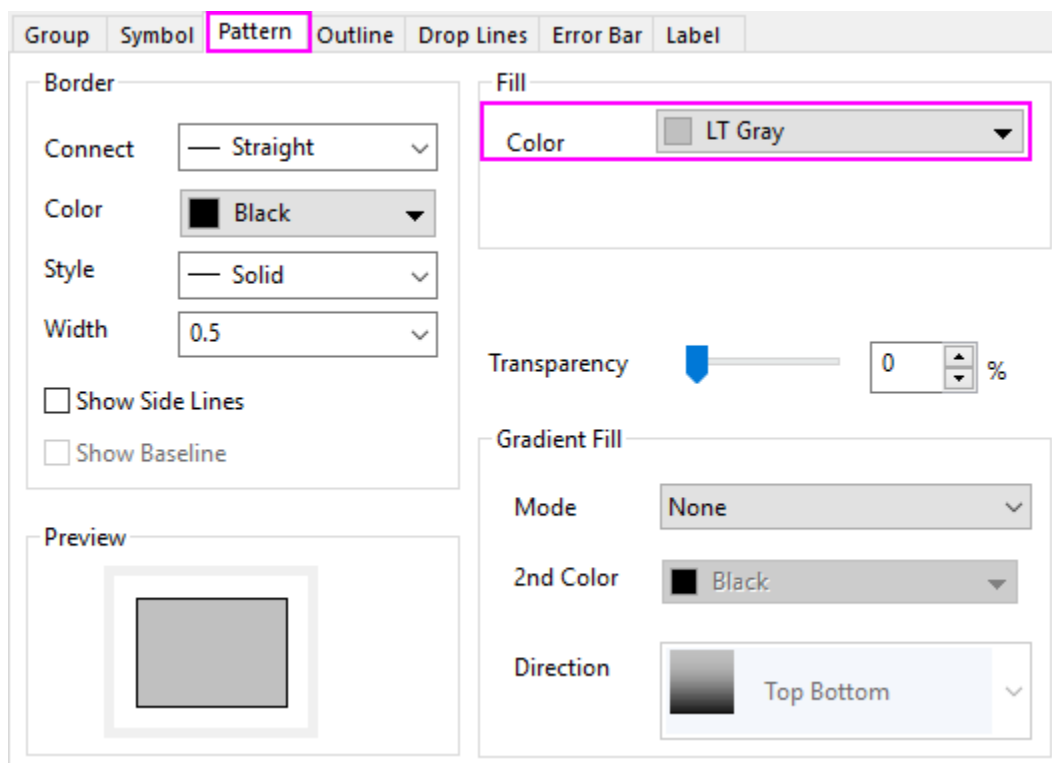 Group Symbol Pattern Outline Drop Lines Error Bar Label
Border
Connect Straight
Color Black
Style Solid
Width 0.5
Show Side Lines
Show Baseline
Preview
Fill
Color LT Gray
Transparency 0 %
Gradient Fill
Mode None
2nd Color Black
Direction Top Bottom